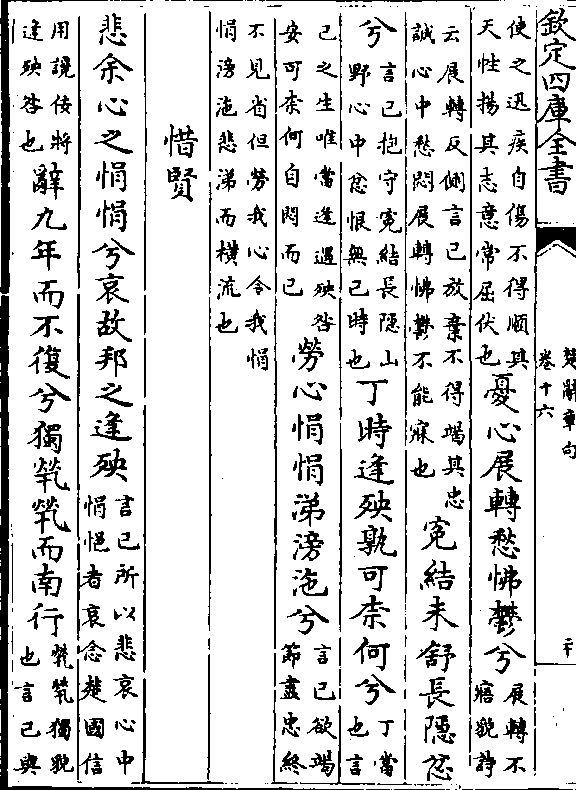 欽定四庫全書
楚辭章句
卷十六
二十
使之迅疾自傷不得順其
天性揚其志意常屈伏也
憂心展轉愁怫鬱兮
展轉不
寤貌詩
云展轉反側言已放棄不得竭其忠
誠心中愁悶展轉怫鬱不能寐也
寃結未舒長隱忿
兮
言已抱守寃結長隱山
野心中忿恨無已時也
丁時逢殃孰可柰何兮
丁當
也言
已之生唯當逢遇殃咎
安可柰何自悶而已
勞心悁悁涕滂沲兮
言已欲竭
節盡忠終
不見省但勞我心令我悁
悁滂沲悲涕而橫流也
惜賢
悲余心之悁悁兮哀故邦之逢殃
言已所以悲哀心中
悁悒者哀念楚國信
用讒佞將
逢殃咎也
辭九年而不復兮獨煢煢而南行
煢煢獨貌
也言已與